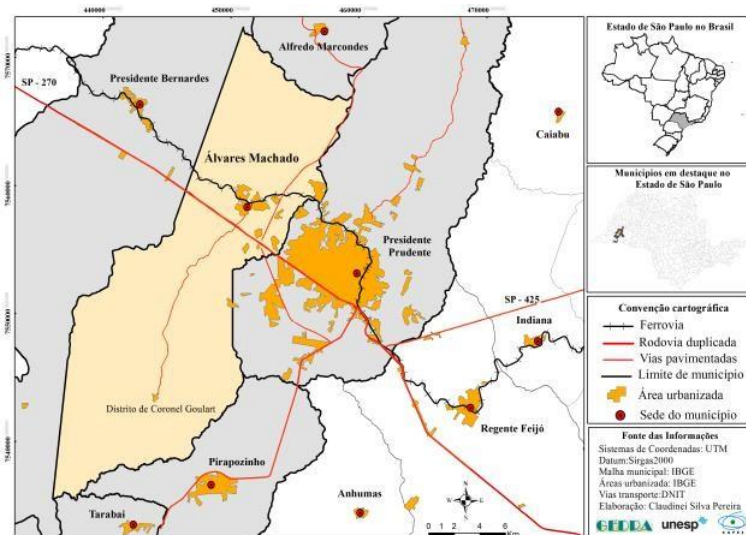 440000 450000 460000 470000
7570000
7560000
7550000
7540000
Alfredo Marcondes
Presidente Bernardes
SP - 270
Caiabu
Álvares Machado
Presidente
Prudente
SP - 425
Indiana
Distrito de Coronel Goulart
Regente Feijó
Pirapozinho
Anhumas
Tarabai
N
W E
S
0 1 2 4 6
Km
Estado de São Paulo no Brasil
Municípios em destaque no
Estado de São Paulo
Convenção cartográfica
Ferrovia
Rodovia duplicada
Vias pavimentadas
Limite de município
Área urbanizada
Sede do município
Fonte das Informações
Sistemas de Coordenadas: UTM
Datum:Sirgas2000
Malha municipal: IBGE
Áreas urbanizada: IBGE
Vias transporte:DNIT
Elaboração: Claudinei Silva Pereira
GEDRA unesp